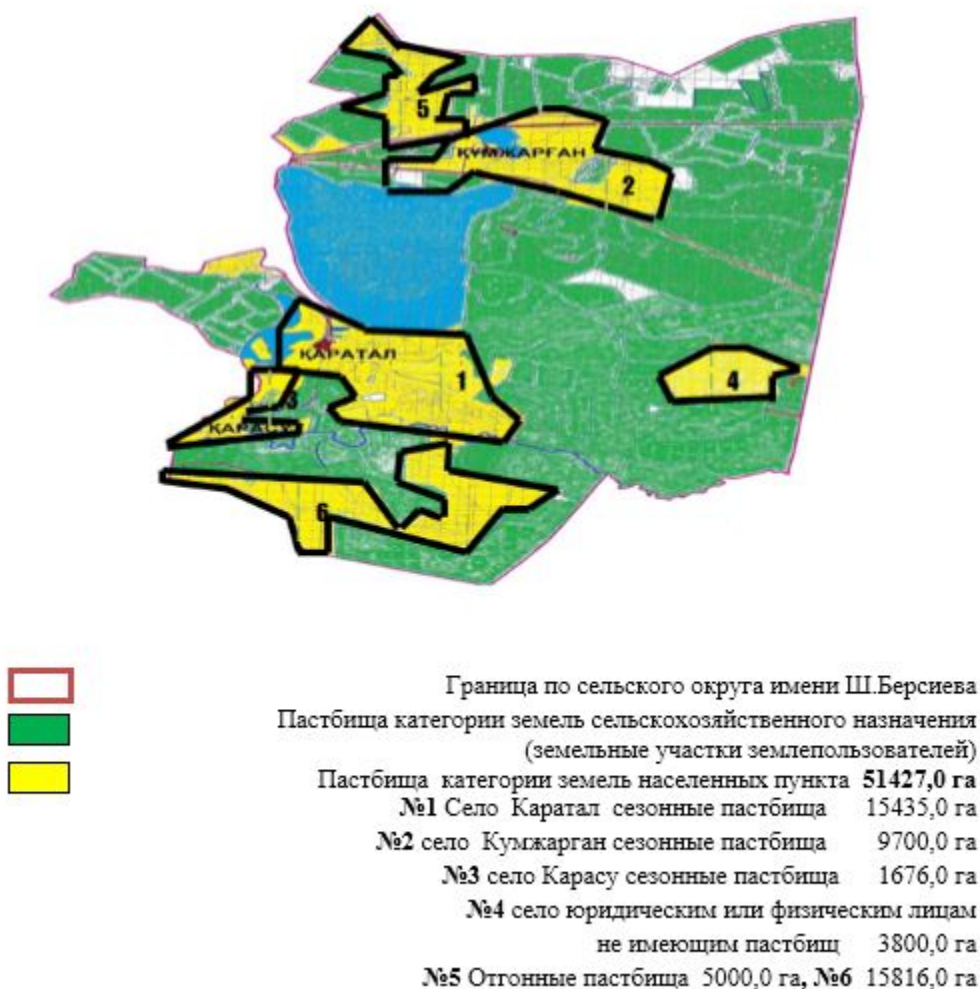 5
ҚҰМЖАРҒАН
2
ҚАРАТАЛ
1
4
3
ҚАРАСУ
6
Граница по сельского округа имени Ш.Берсиева
Пастбища категории земель сельскохозяйственного назначения
(земельные участки землепользователей)
Пастбища категории земель населенных пункта 51427,0 га
№1 Село Каратал сезонные пастбища 15435,0 га
№2 село Кумжарган сезонные пастбища 9700,0 га
№3 село Карасу сезонные пастбища 1676,0 га
№4 село юридическим или физическим лицам
не имеющим пастбищ 3800,0 га
№5 Отгонные пастбища 5000,0 га, №6 15816,0 га